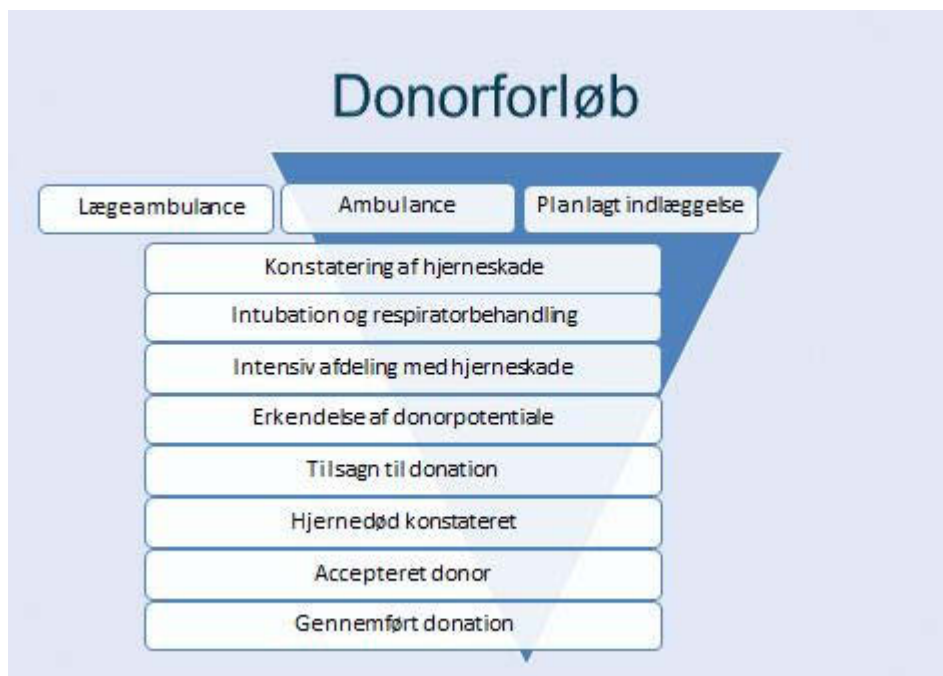 Donorforløb
Lægeambulance
Ambulance
Planlagt indlæggelse
Konstatering af hjerneskade
Intubation og respiratorbehandling
Intensiv afdeling med hjerneskade
Erkendelse af donorpotentiale
Tilsagn til donation
Hjernedød konstateret
Accepteret donor
Gennemført donation